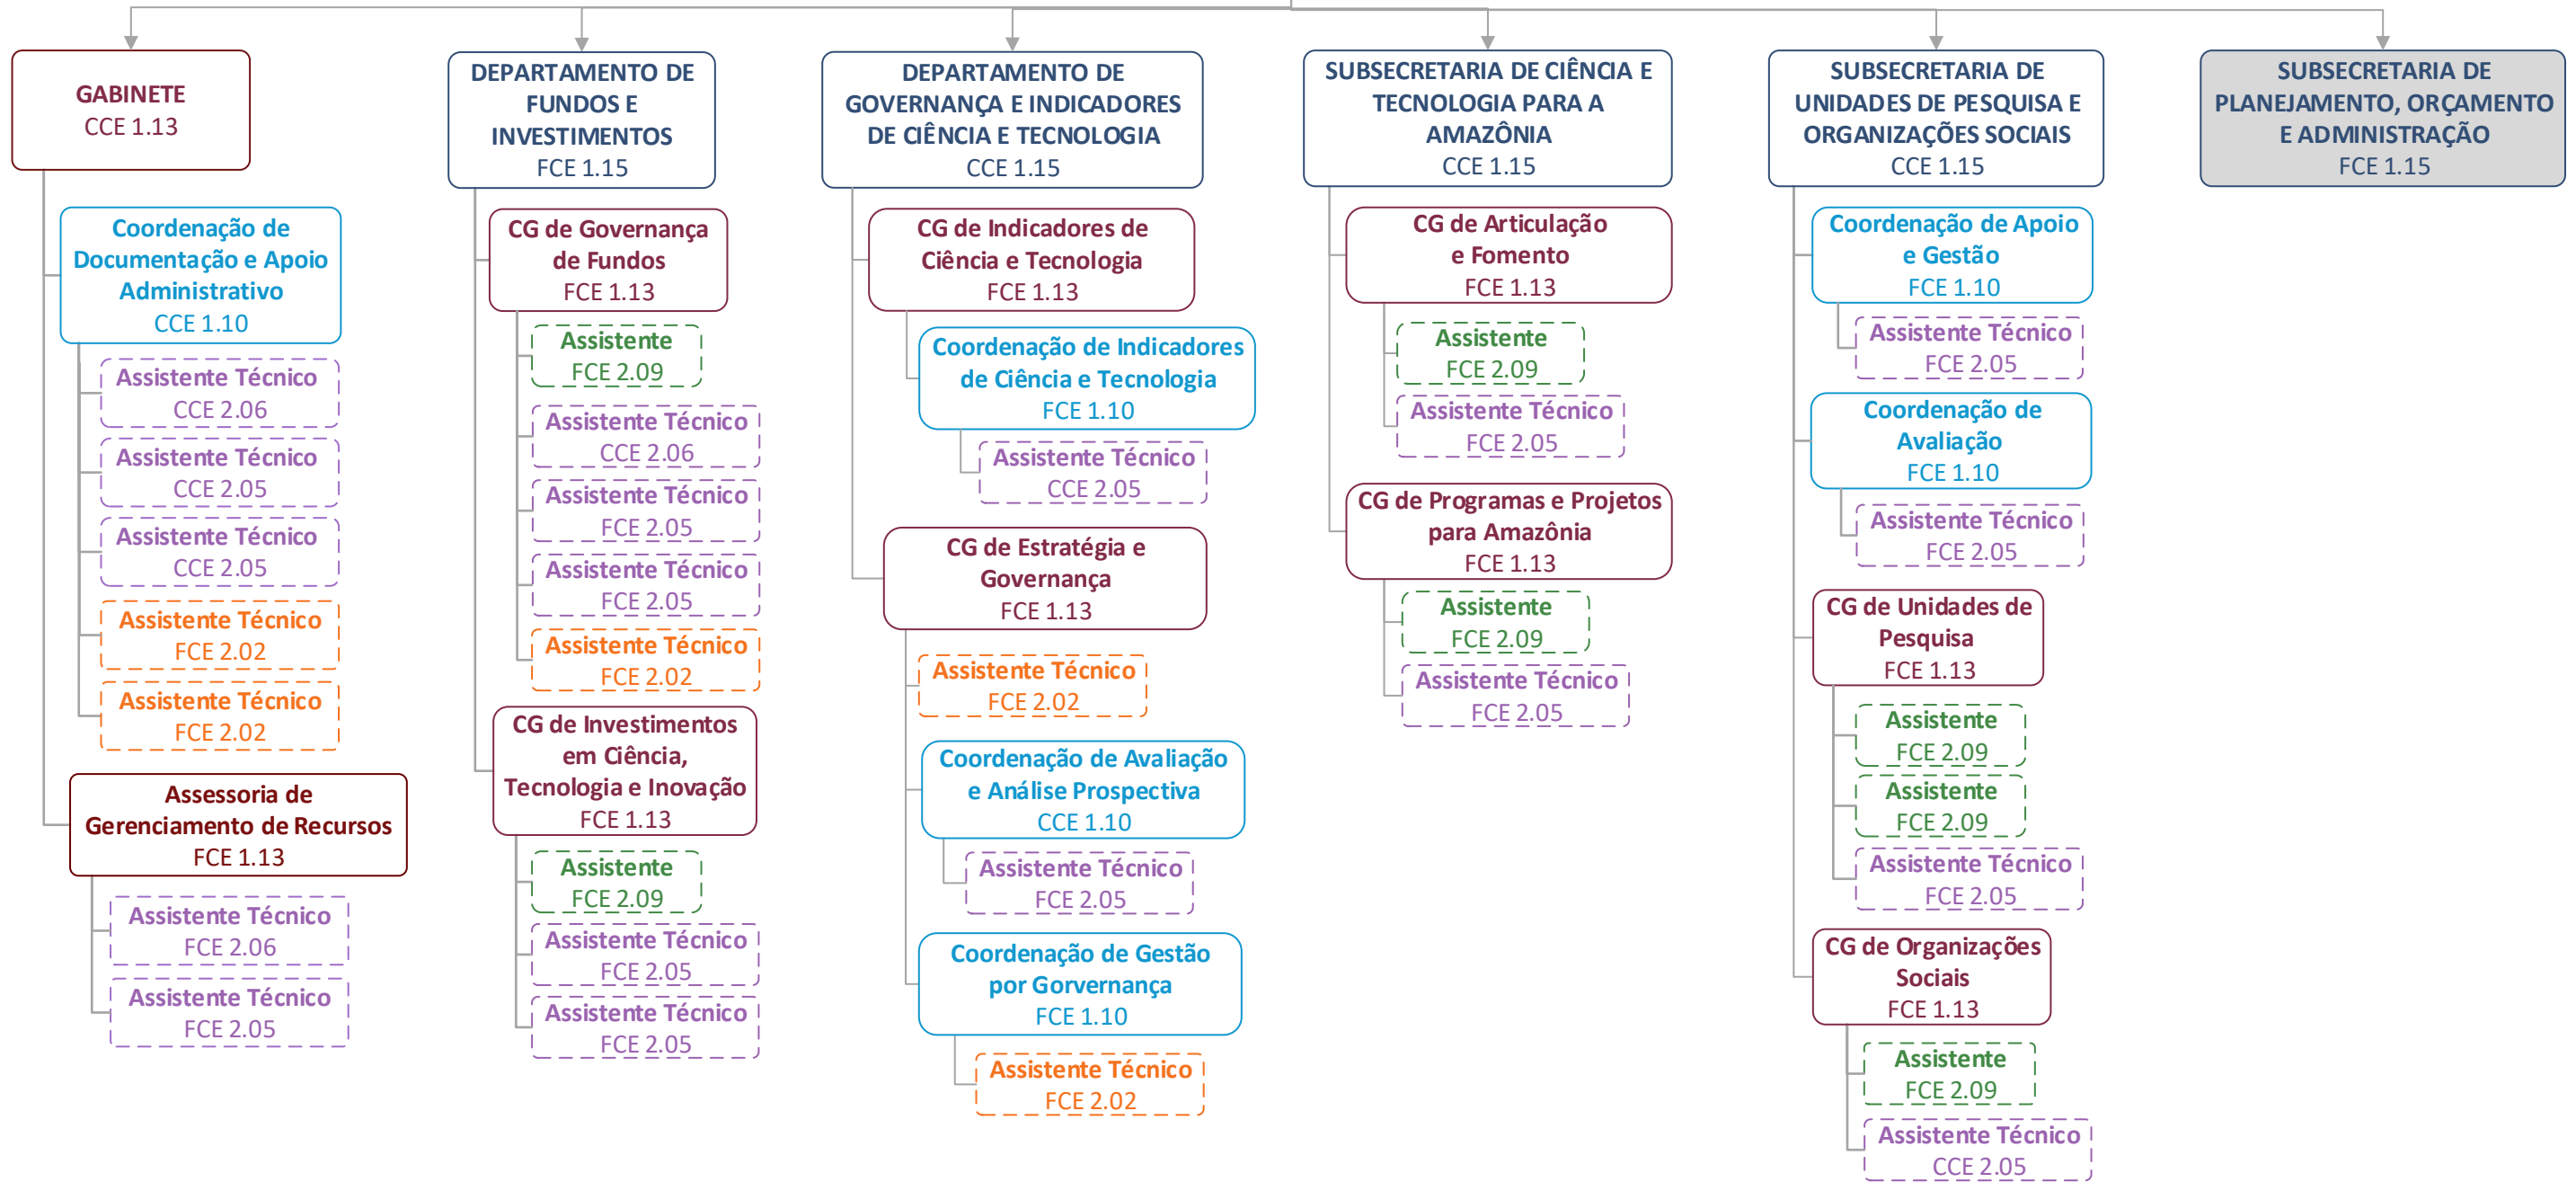 GABINETE
CCE 1.13
Coordenação de
Documentação e Apoio
Administrativo
CCE 1.10
Assistente Técnico
CCE 2.06
Assistente Técnico
CCE 2.05
Assistente Técnico
CCE 2.05
Assistente Técnico
FCE 2.02
Assistente Técnico
FCE 2.02
Assessoria de
Gerenciamento de Recursos
FCE 1.13
Assistente Técnico
FCE 2.06
Assistente Técnico
FCE 2.05
DEPARTAMENTO DE
FUNDOS E
INVESTIMENTOS
FCE 1.15
CG de Governança
de Fundos
FCE 1.13
Assistente
FCE 2.09
Assistente Técnico
CCE 2.06
Assistente Técnico
FCE 2.05
Assistente Técnico
FCE 2.05
Assistente Técnico
FCE 2.02
CG de Investimentos
em Ciência,
Tecnologia e Inovação
FCE 1.13
Assistente
FCE 2.09
Assistente Técnico
FCE 2.05
Assistente Técnico
FCE 2.05
DEPARTAMENTO DE
GOVERNANÇA E INDICADORES
DE CIÊNCIA E TECNOLOGIA
CCE 1.15
CG de Indicadores de
Ciência e Tecnologia
FCE 1.13
Coordenação de Indicadores
de Ciência e Tecnologia
FCE 1.10
Assistente Técnico
CCE 2.05
CG de Estratégia e
Governança
FCE 1.13
Assistente Técnico
FCE 2.02
Coordenação de Avaliação
e Análise Prospectiva
CCE 1.10
Assistente Técnico
FCE 2.05
Coordenação de Gestão
por Gorvernança
FCE 1.10
Assistente Técnico
FCE 2.02
SUBSECRETARIA DE CIÊNCIA E
TECNOLOGIA PARA A
AMAZÔNIA
CCE 1.15
CG de Articulação
e Fomento
FCE 1.13
Assistente
FCE 2.09
Assistente Técnico
FCE 2.05
CG de Programas e Projetos
para Amazônia
FCE 1.13
Assistente
FCE 2.09
Assistente Técnico
FCE 2.05
SUBSECRETARIA DE
UNIDADES DE PESQUISA E
ORGANIZAÇÕES SOCIAIS
CCE 1.15
Coordenação de Apoio
e Gestão
FCE 1.10
Assistente Técnico
FCE 2.05
Coordenação de
Avaliação
FCE 1.10
Assistente Técnico
FCE 2.05
CG de Unidades de
Pesquisa
FCE 1.13
Assistente
FCE 2.09
Assistente
FCE 2.09
Assistente Técnico
FCE 2.05
CG de Organizações
Sociais
FCE 1.13
Assistente
FCE 2.09
Assistente Técnico
CCE 2.05
SUBSECRETARIA DE
PLANEJAMENTO, ORÇAMENTO
E ADMINISTRAÇÃO
FCE 1.15